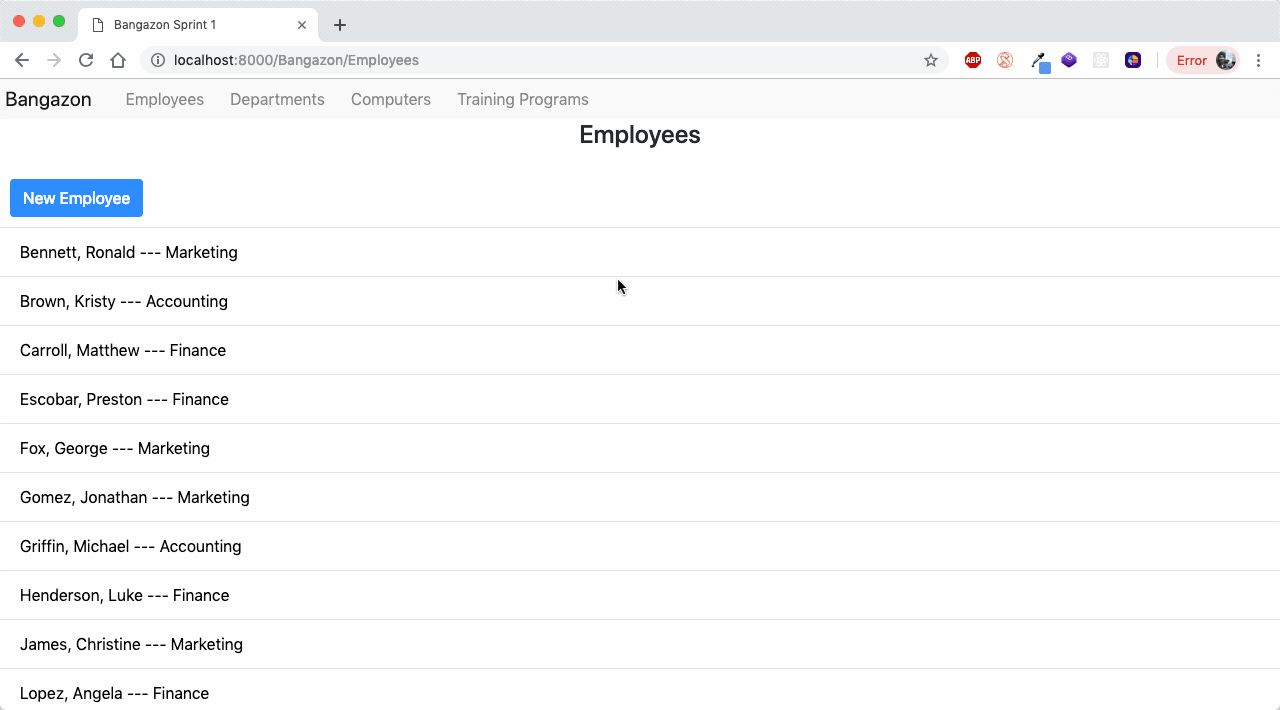 Bangazon Sprint 1
localhost:8000/Bangazon/Employees
ABP
Error
Bangazon Employees Departments Computers Training Programs
Employees
New Employee
Bennett, Ronald --- Marketing
Brown, Kristy --- Accounting
Carroll, Matthew --- Finance
Escobar, Preston --- Finance
Fox, George --- Marketing
Gomez, Jonathan --- Marketing
Griffin, Michael --- Accounting
Henderson, Luke --- Finance
James, Christine --- Marketing
Lopez, Angela --- Finance